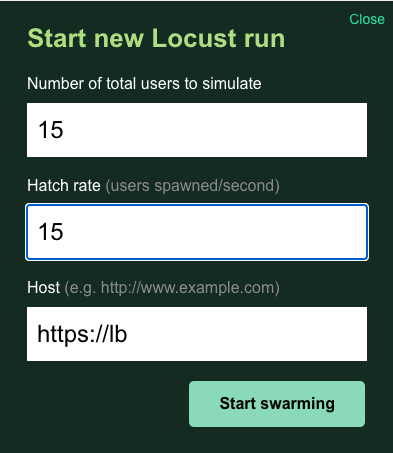 Close
Start new Locust run
Number of total users to simulate
15
Hatch rate (users spawned/second)
15
Host (e.g. http://www.example.com)
https://lb
Start swarming